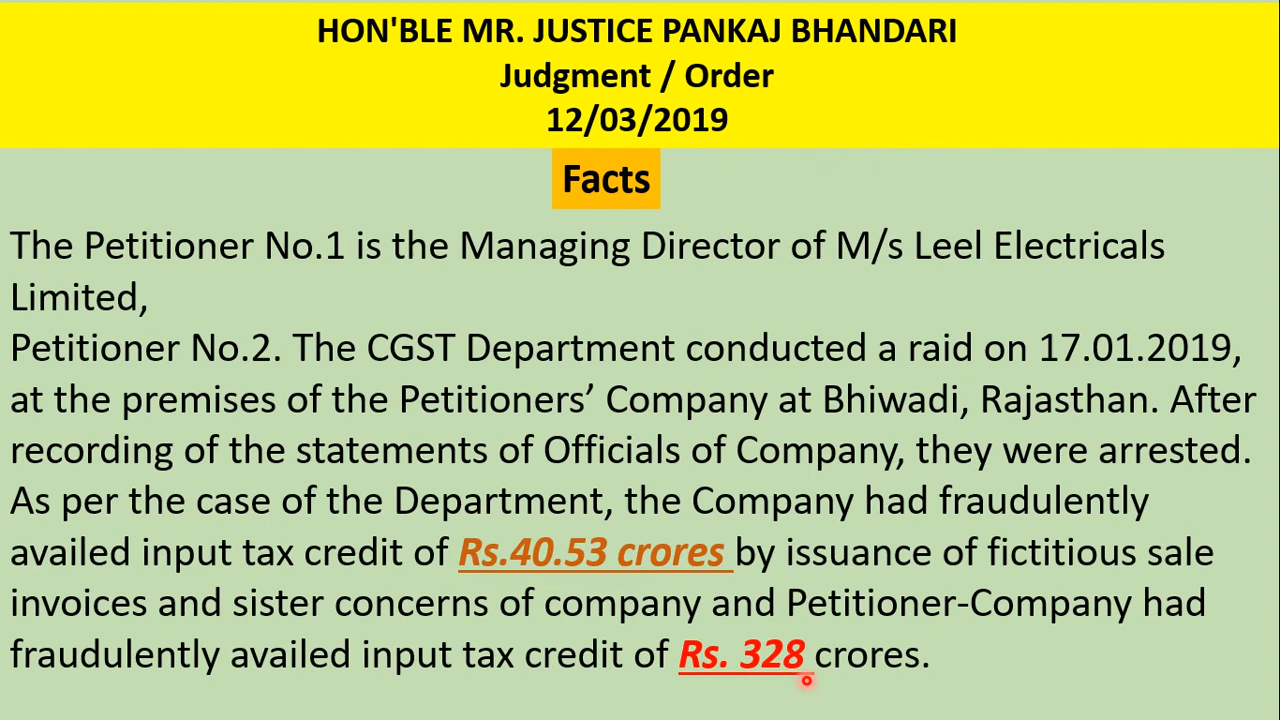 HON'BLE MR. JUSTICE PANKAJ BHANDARI
Judgment / Order
12/03/2019
Facts
The Petitioner No.1 is the Managing Director of M/s Leel Electricals
Limited,
Petitioner No.2. The CGST Department conducted a raid on 17.01.2019,
at the premises of the Petitioners’ Company at Bhiwadi, Rajasthan. After
recording of the statements of Officials of Company, they were arrested.
As per the case of the Department, the Company had fraudulently
availed input tax credit of Rs.40.53 crores by issuance of fictitious sale
invoices and sister concerns of company and Petitioner-Company had
fraudulently availed input tax credit of Rs. 328 crores.